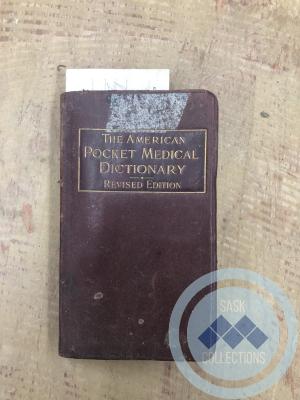 THE AMERICAN
POCKET MEDICAL
DICTIONARY
REVISED EDITION
SASK
COLLECTIONS